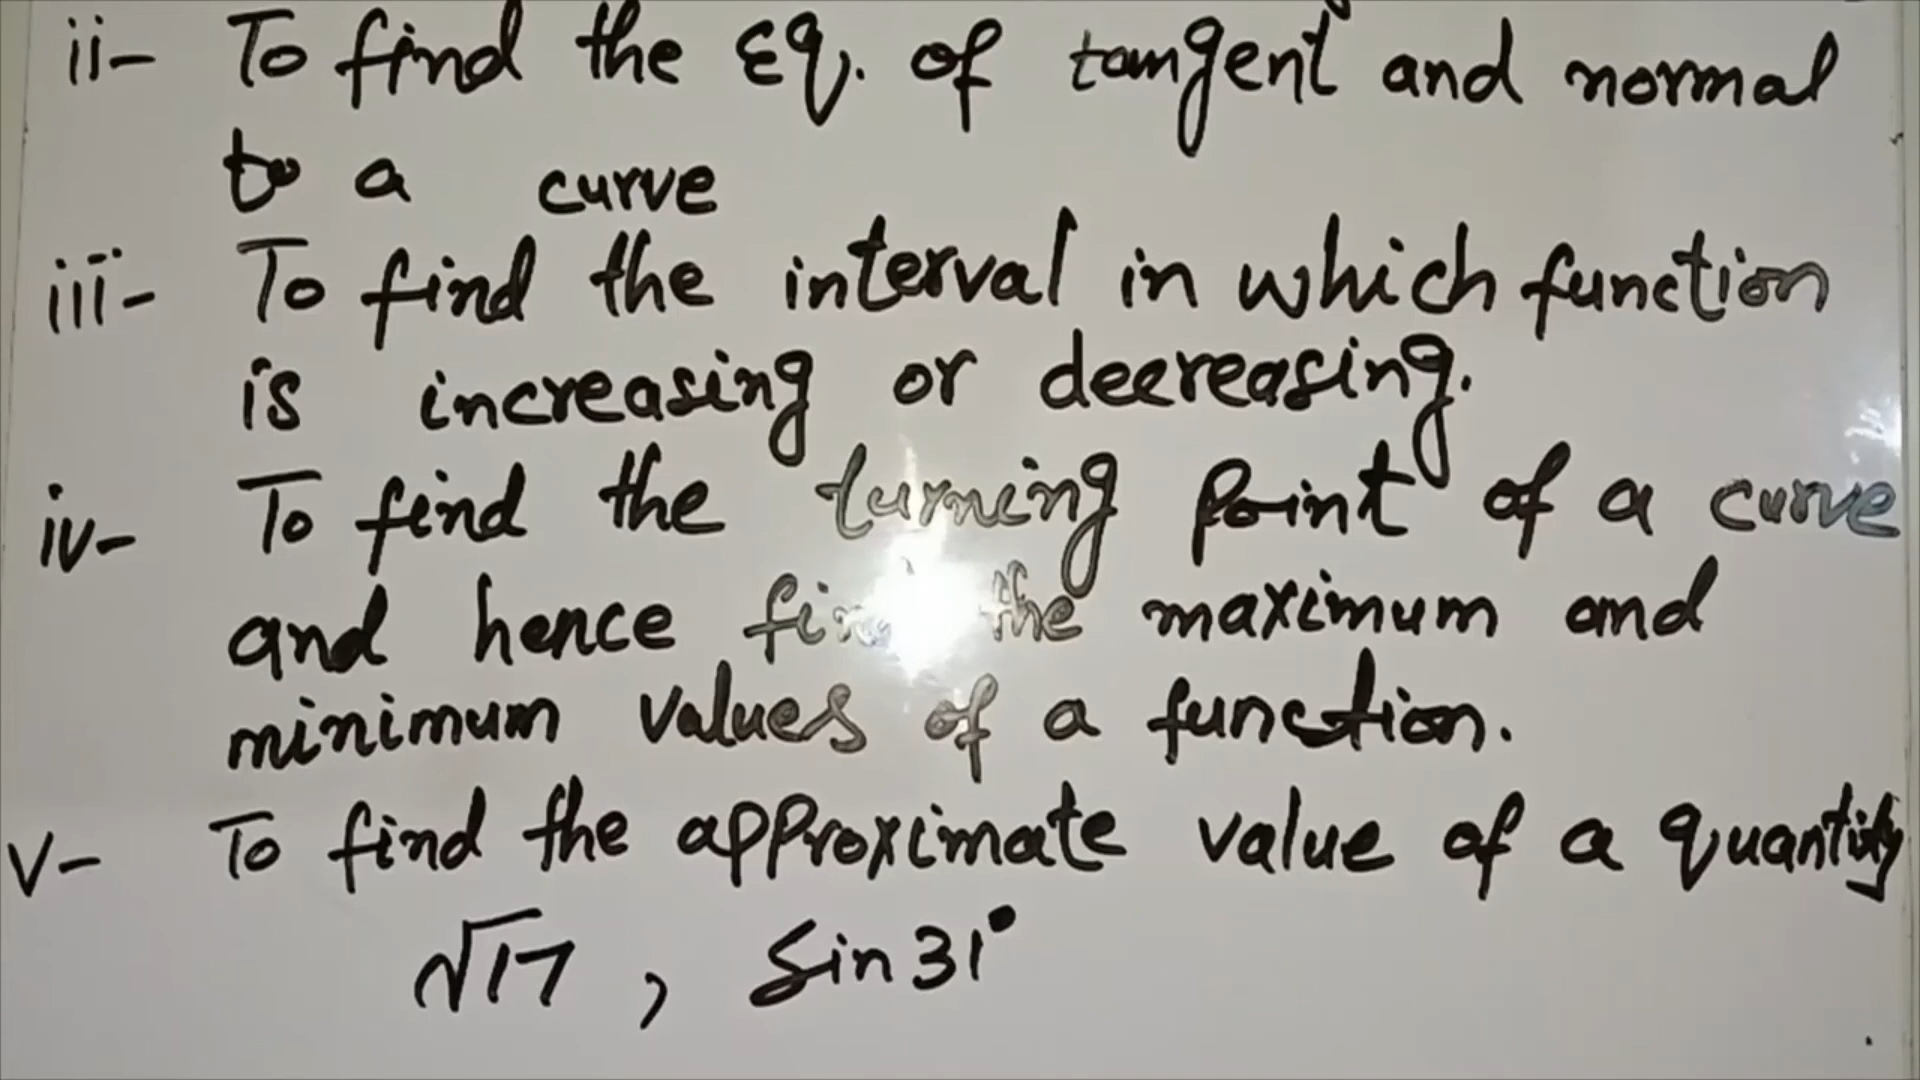 ii- To find the Eq. of tangent and normal
to a curve
iii- To find the interval in which function
is increasing or decreasing.
iv- To find the turning point of a curve
and hence find the maximum and
minimum values of a function.
v- To find the approximate value of a quantity
√17 , Sin 31°